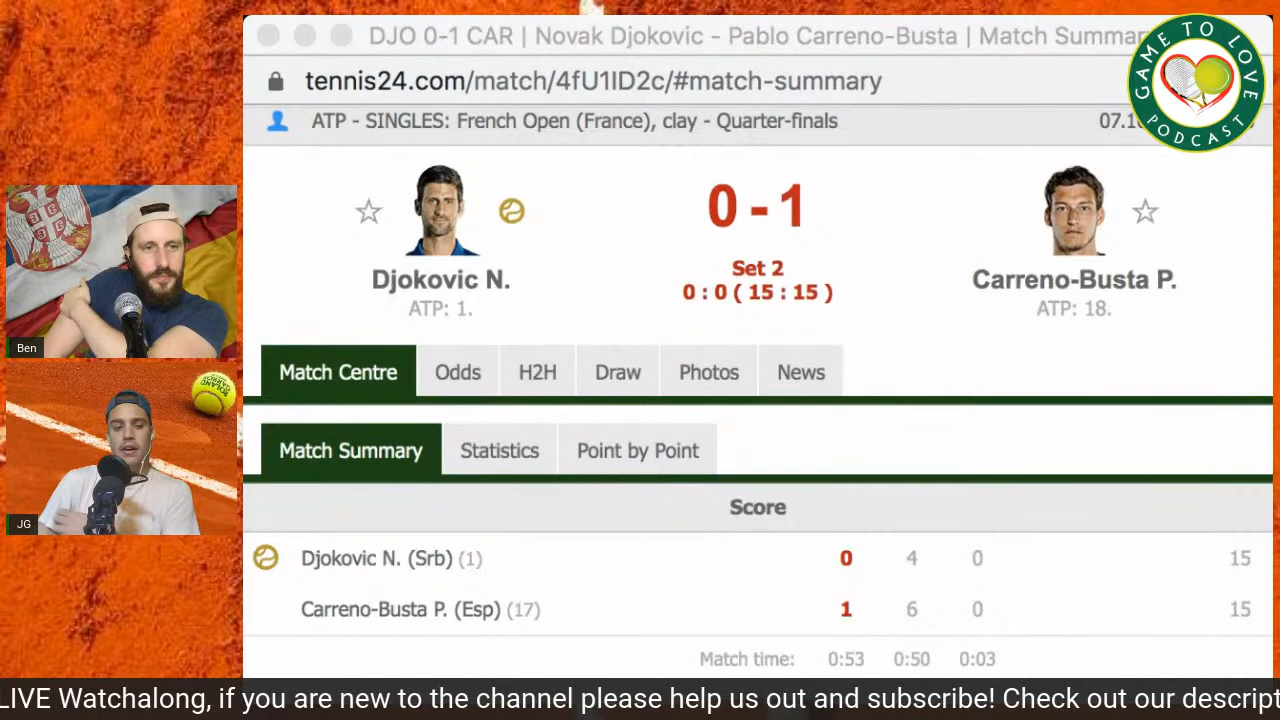 DJO 0-1 CAR | Novak Djokovic - Pablo Carreno-Busta | Match Summar
tennis24.com/match/4fU1ID2c/#match-summary
GAME TO LOVE
PODCAST
ATP - SINGLES: French Open (France), clay - Quarter-finals
07.1
0 - 1
Djokovic N.
ATP: 1.
Set 2
0 : 0 ( 15 : 15 )
Carreno-Busta P.
ATP: 18.
Ben
Match Centre Odds H2H Draw Photos News
ROLAND GARROS
Match Summary Statistics Point by Point
Score
JG
Djokovic N. (Srb) (1) 0 4 0 15
Carreno-Busta P. (Esp) (17) 1 6 0 15
Match time: 0:53 0:50 0:03
LIVE Watchalong, if you are new to the channel please help us out and subscribe! Check out our descript